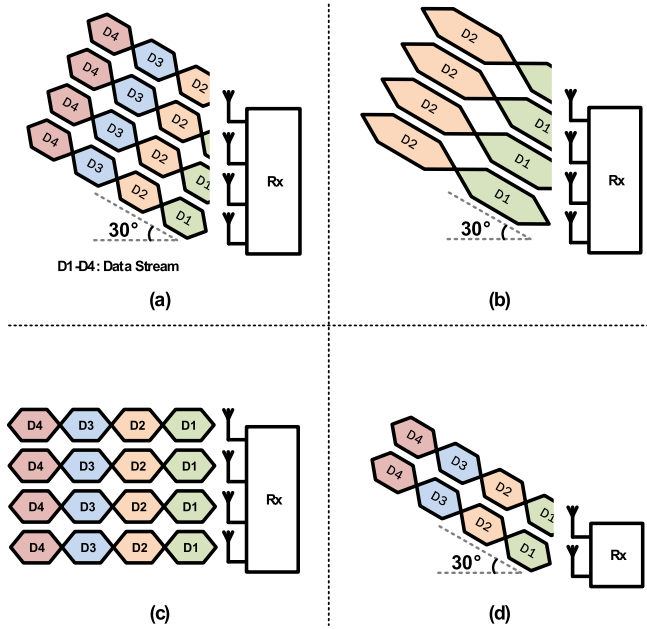 D4 D3 D2
D4 D3 D2
D4 D3 D2 D1
D4 D3 D2 D1
Rx
30°
D1-D4: Data Stream
(a)
D2
D2 D1
D2 D1
D2 D1
Rx
30°
(b)
D4 D3 D2 D1
D4 D3 D2 D1
D4 D3 D2 D1
D4 D3 D2 D1
Rx
(c)
D4 D3 D2 D1
D4 D3 D2 D1
Rx
30°
(d)